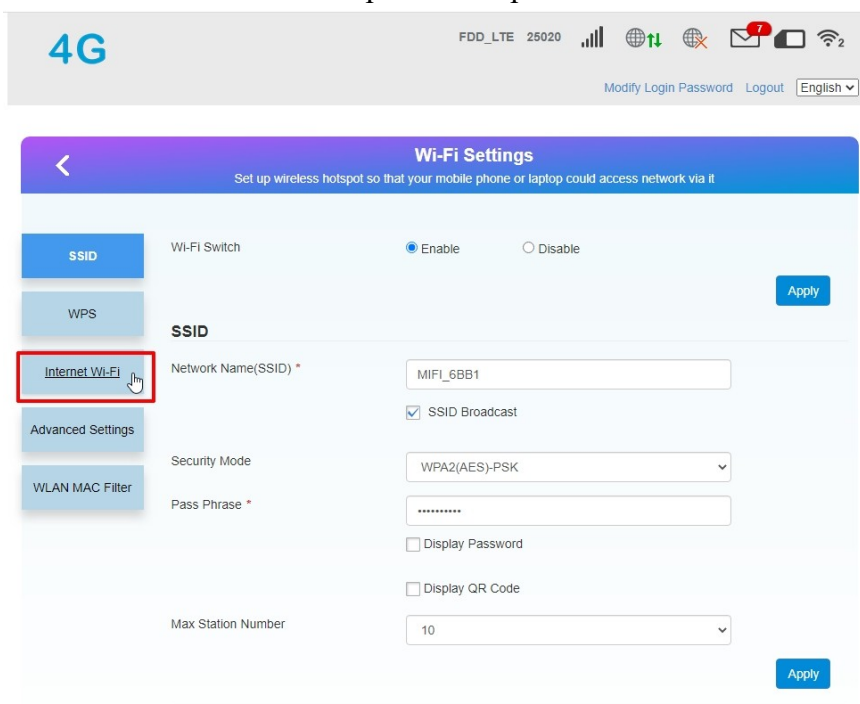 4G
FDD_LTE 25020
7
2
Modify Login Password Logout English
Wi-Fi Settings
Set up wireless hotspot so that your mobile phone or laptop could access network via it
SSID
WPS
Internet Wi-Fi
Advanced Settings
WLAN MAC Filter
Wi-Fi Switch
Enable Disable
Apply
SSID
Network Name(SSID) *
MIFI_6BB1
SSID Broadcast
Security Mode
WPA2(AES)-PSK
Pass Phrase *
••••••••••
Display Password
Display QR Code
Max Station Number
10
Apply